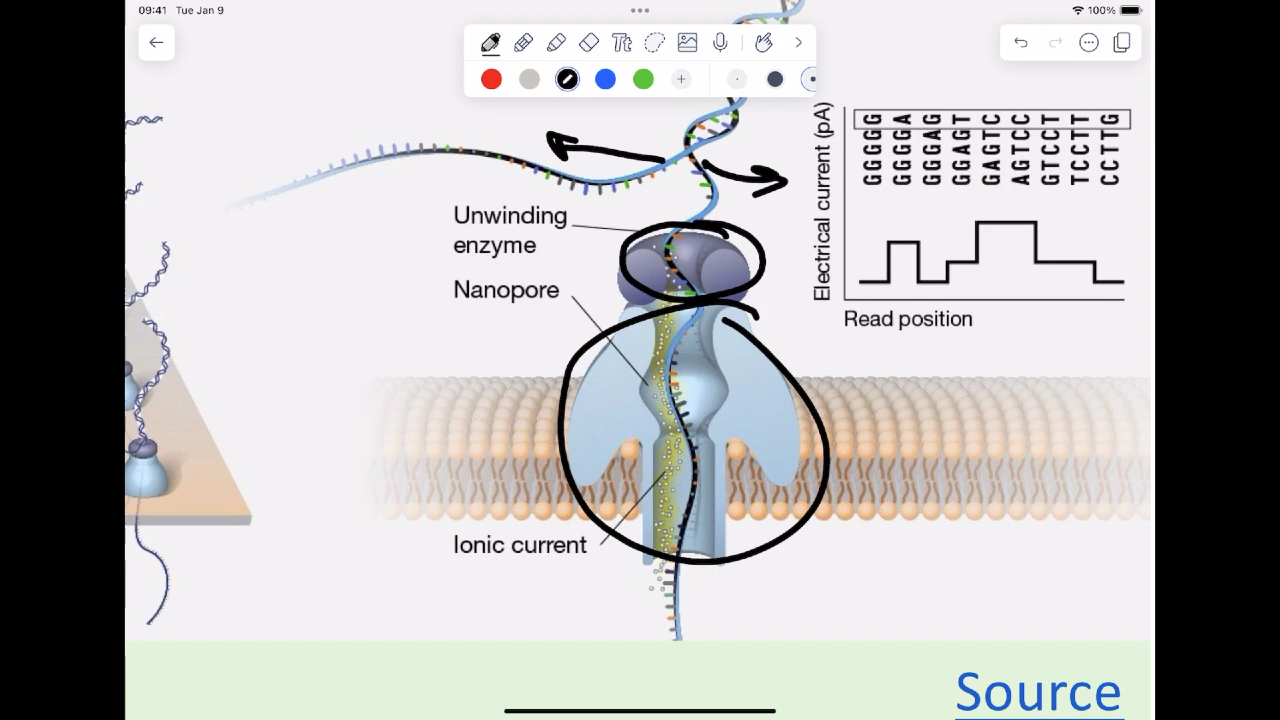 09:41 Tue Jan 9
100%
Tt
Unwinding
enzyme
Nanopore
Ionic current
Electrical current (pA)
GGGGG
GGGGA
GGGAG
GGAGT
GAGTC
AGTCC
GTCCT
TCCTT
CCTTG
Read position
Source